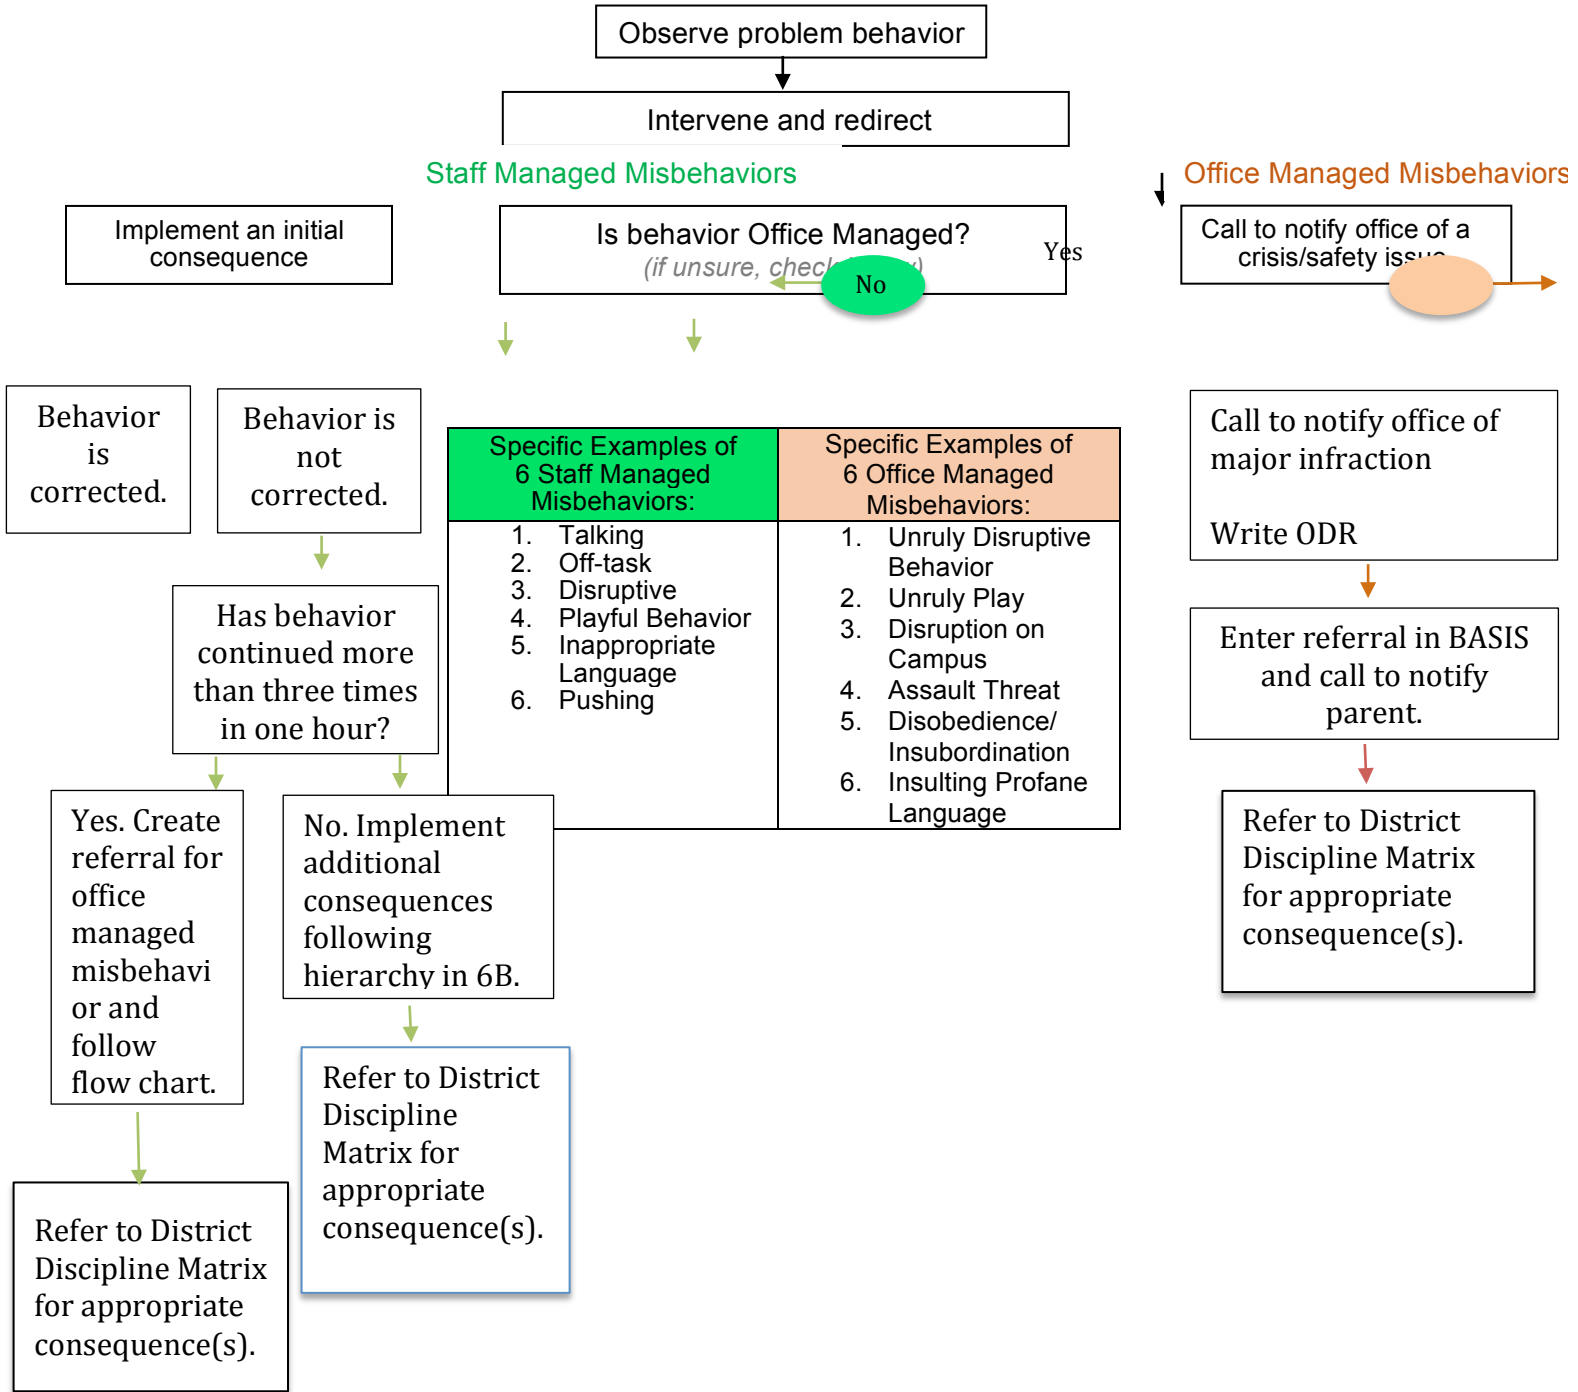 Observe problem behavior
Intervene and redirect
Staff Managed Misbehaviors
Office Managed Misbehaviors
Implement an initial
consequence
Is behavior Office Managed?
(if unsure, check
No
Yes
Call to notify office of a
crisis/safety issue
Behavior
is
corrected.
Behavior is
not
corrected.
Has behavior
continued more
than three times
in one hour?
Yes. Create
referral for
office
managed
misbehavi
or and
follow
flow chart.
No. Implement
additional
consequences
following
hierarchy in 6B.
Refer to District
Discipline Matrix
for appropriate
consequence(s).
Refer to District
Discipline
Matrix for
appropriate
consequence(s).
Specific Examples of
6 Staff Managed
Misbehaviors:
1. Talking
2. Off-task
3. Disruptive
4. Playful Behavior
5. Inappropriate
Language
6. Pushing
Specific Examples of
6 Office Managed
Misbehaviors:
1. Unruly Disruptive
Behavior
2. Unruly Play
3. Disruption on
Campus
4. Assault Threat
5. Disobedience/
Insubordination
6. Insulting Profane
Language
Call to notify office of
major infraction
Write ODR
Enter referral in BASIS
and call to notify
parent.
Refer to District
Discipline Matrix
for appropriate
consequence(s).